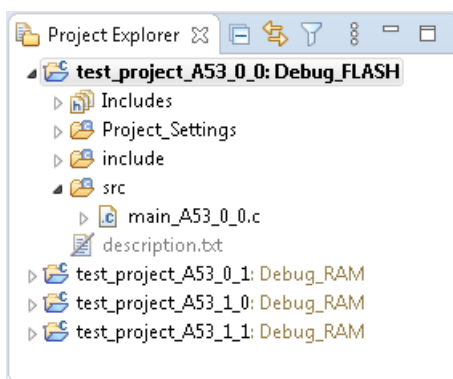 Project Explorer
test_project_A53_0_0: Debug_FLASH
Includes
Project_Settings
include
src
main_A53_0_0.c
description.txt
test_project_A53_0_1: Debug_RAM
test_project_A53_1_0: Debug_RAM
test_project_A53_1_1: Debug_RAM